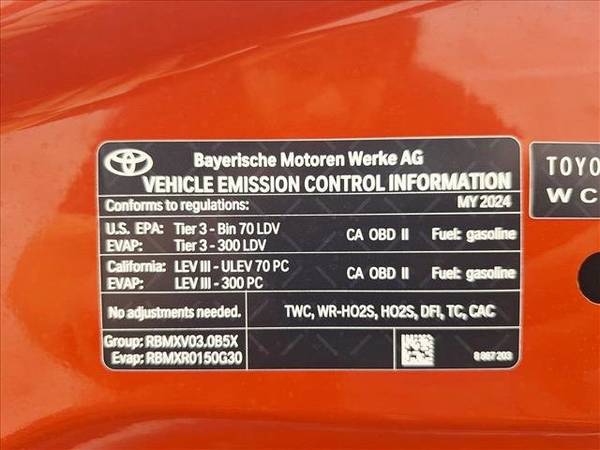 Bayerische Motoren Werke AG
VEHICLE EMISSION CONTROL INFORMATION
Conforms to regulations: MY 2024
U.S. EPA: Tier 3 - Bin 70 LDV
EVAP: Tier 3 - 300 LDV
CA OBD II Fuel: gasoline
California: LEV III - ULEV 70 PC
EVAP: LEV III - 300 PC
CA OBD II Fuel: gasoline
No adjustments needed. TWC, WR-HO2S, HO2S, DFI, TC, CAC
Group: RBMXV03.0B5X
Evap: RBMXR0150G30
8 867 203
TOYO
W C